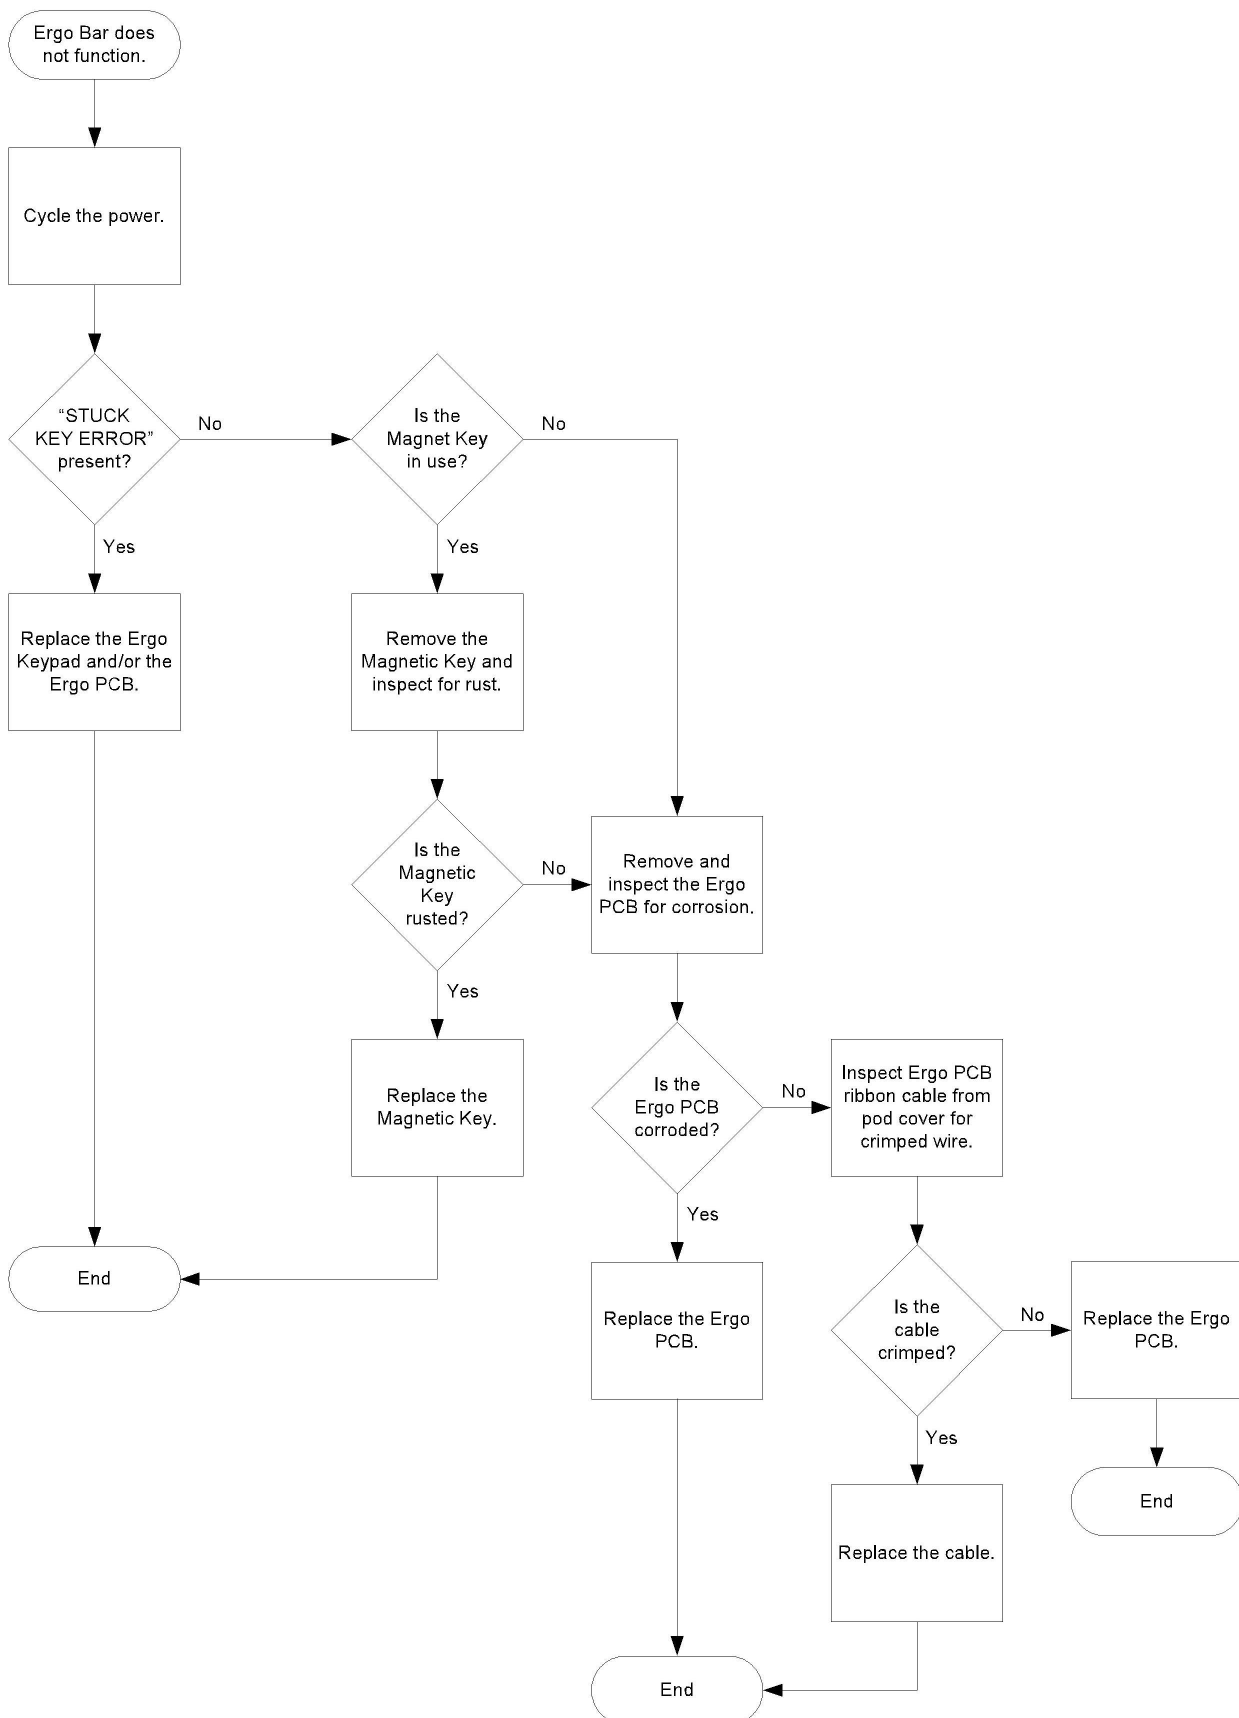 Ergo Bar does
not function.
Cycle the power.
“STUCK
KEY ERROR”
present?
No
Is the
Magnet Key
in use?
No
Yes
Yes
Replace the Ergo
Keypad and/or the
Ergo PCB.
Remove the
Magnetic Key and
inspect for rust.
Is the
Magnetic
Key
rusted?
No
Remove and
inspect the Ergo
PCB for corrosion.
Yes
Replace the
Magnetic Key.
Is the
Ergo PCB
corroded?
No
Inspect Ergo PCB
ribbon cable from
pod cover for
crimped wire.
Yes
End
Replace the Ergo
PCB.
Is the
cable
crimped?
No
Replace the Ergo
PCB.
Yes
End
Replace the cable.
End